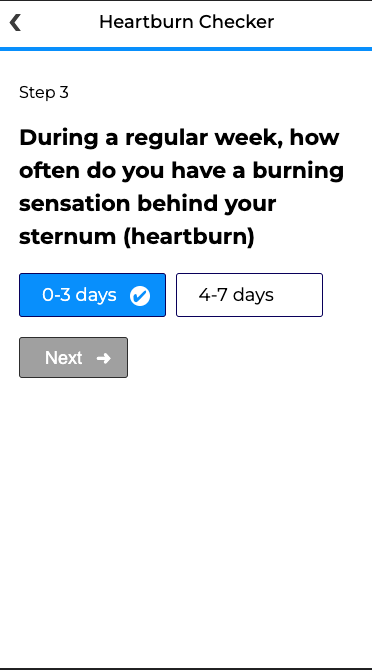 Heartburn Checker
Step 3
During a regular week, how
often do you have a burning
sensation behind your
sternum (heartburn)
0-3 days
4-7 days
Next